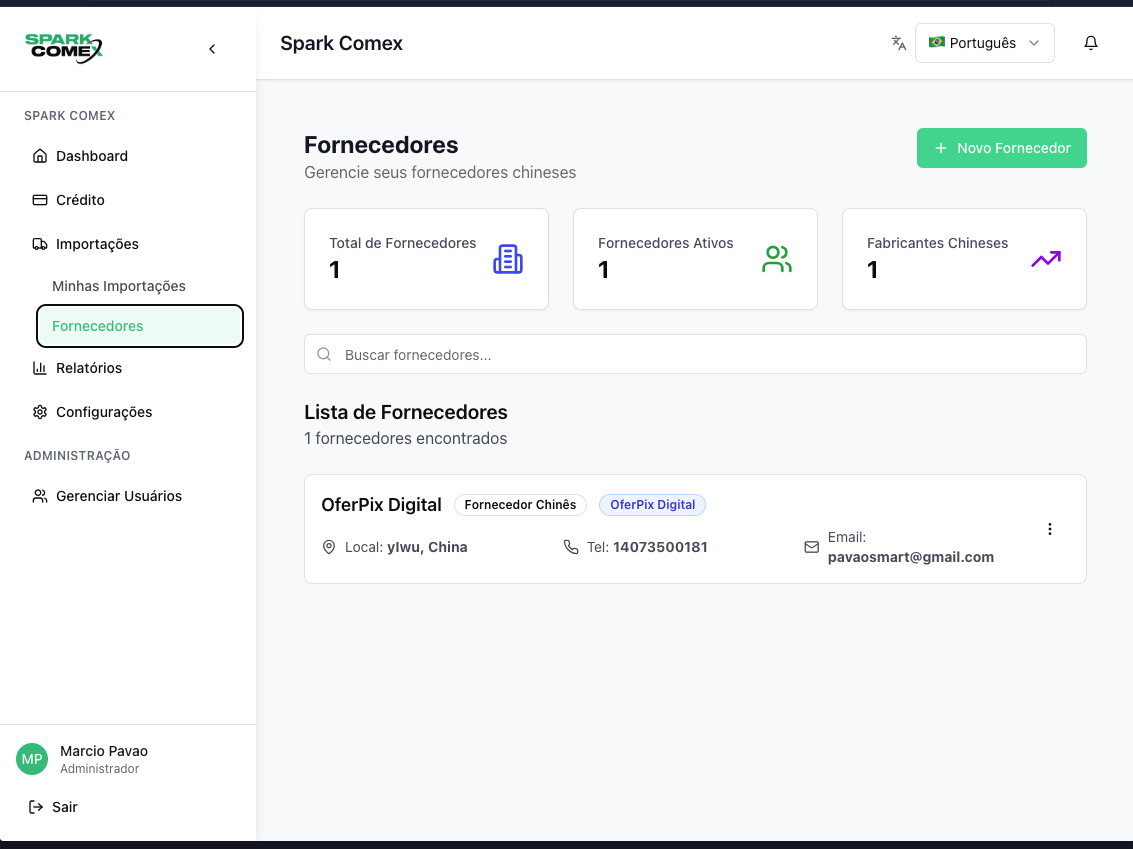 SPARK
COMEX
SPARK COMEX
Dashboard
Crédito
Importações
Minhas Importações
Fornecedores
Relatórios
Configurações
ADMINISTRAÇÃO
Gerenciar Usuários
MP
Marcio Pavao
Administrador
Sair
Spark Comex
Português
Fornecedores
Gerencie seus fornecedores chineses
+ Novo Fornecedor
Total de Fornecedores
1
Fornecedores Ativos
1
Fabricantes Chineses
1
Buscar fornecedores...
Lista de Fornecedores
1 fornecedores encontrados
OferPix Digital Fornecedor Chinês OferPix Digital
Local: yIwu, China
Tel: 14073500181
Email:
pavaosmart@gmail.com